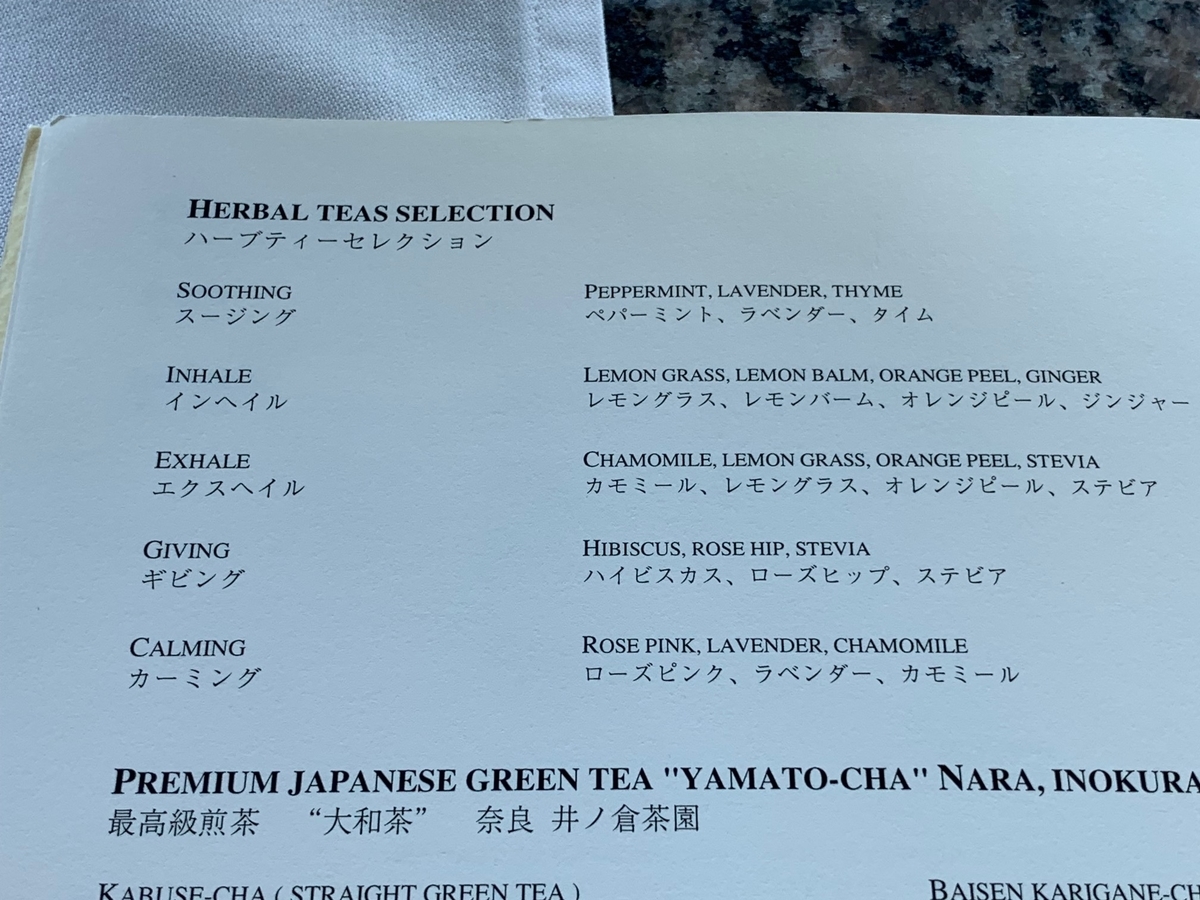 HERBAL TEAS SELECTION
ハーブティーセレクション
SOOTHING
PEPPERMINT, LAVENDER, THYME
スージング
ペパーミント、ラベンダー、タイム
INHALE
LEMON GRASS, LEMON BALM, ORANGE PEEL, GINGER
インヘイル
レモングラス、レモンバーム、オレンジピール、ジンジャー
EXHALE
CHAMOMILE, LEMON GRASS, ORANGE PEEL, STEVIA
エクスヘイル
カモミール、レモングラス、オレンジピール、ステビア
GIVING
HIBISCUS, ROSE HIP, STEVIA
ギビング
ハイビスカス、ローズヒップ、ステビア
CALMING
ROSE PINK, LAVENDER, CHAMOMILE
カーミング
ローズピンク、ラベンダー、カモミール
PREMIUM JAPANESE GREEN TEA "YAMATO-CHA" NARA, INOKURA
最高級煎茶 “大和茶” 奈良 井ノ倉茶園
KABUSE-CHA ( STRAIGHT GREEN TEA )
BAISEN KARIGANE-CH